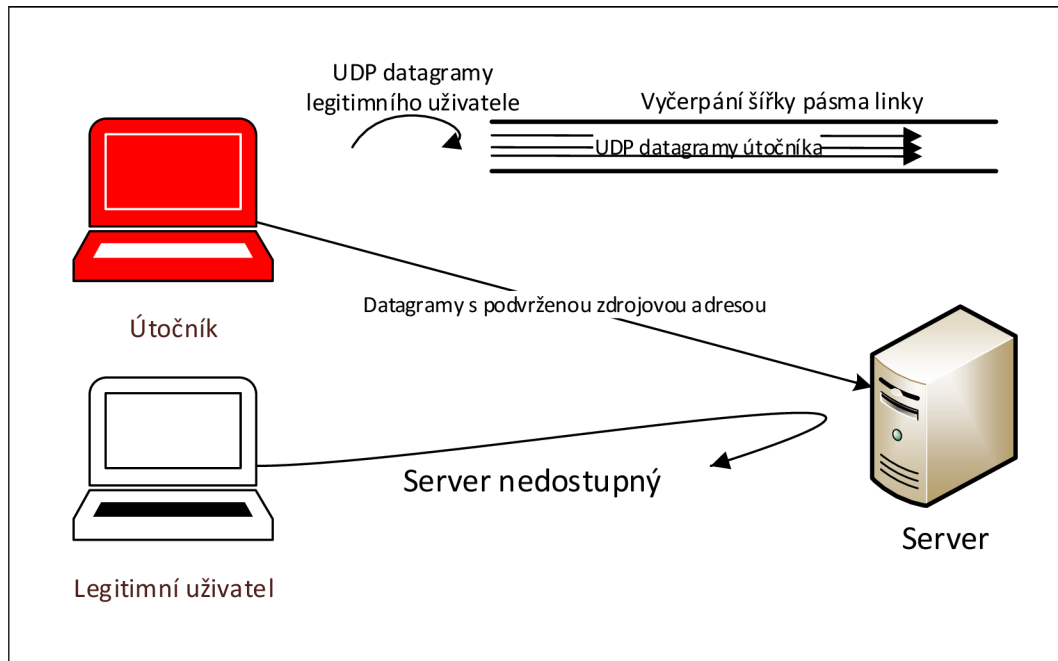 UDP datagramy
legitimního uživatele
Vyčerpání šířky pásma linky
UDP datagramy útočníka
Útočník
Datagramy s podvrženou zdrojovou adresou
Server nedostupný
Server
Legitimní uživatel